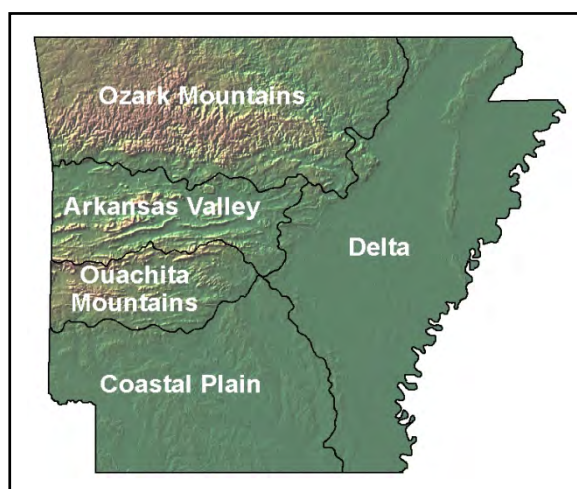 Ozark Mountains
Arkansas Valley
Delta
Ouachita
Mountains
Coastal Plain